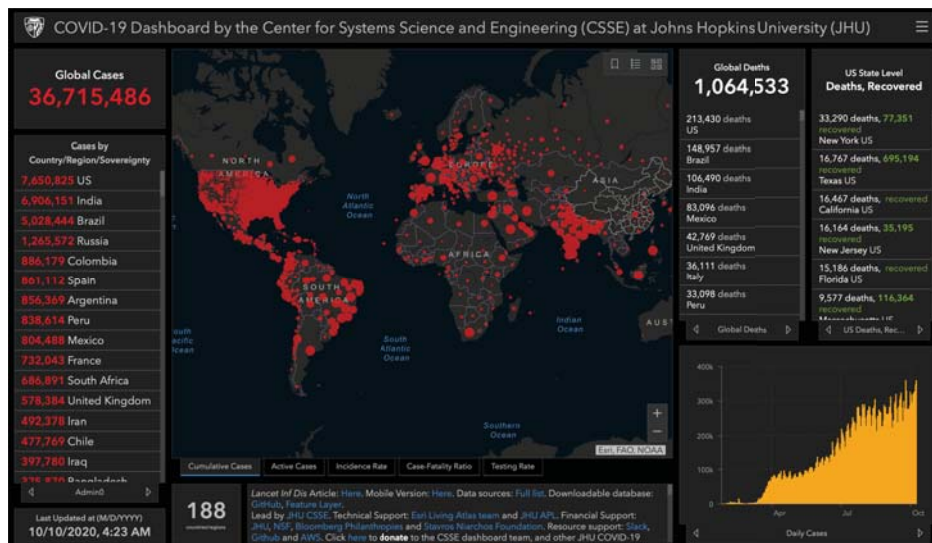 COVID-19 Dashboard by the Center for Systems Science and Engineering (CSSE) at Johns Hopkins University (JHU)
Global Cases
36,715,486
Cases by
Country/Region/Sovereignty
7,650,825 US
6,906,151 India
5,028,444 Brazil
1,265,572 Russia
886,179 Colombia
861,112 Spain
856,369 Argentina
838,614 Peru
804,488 Mexico
732,043 France
686,891 South Africa
578,384 United Kingdom
492,378 Iran
477,769 Chile
397,780 Iraq
Admin0
Last Updated at (M/D/YYYY)
10/10/2020, 4:23 AM
NORTH
AMERICA
EUROPE
ASIA
North
Atlantic
Ocean
AFRICA
SOUTH
AMERICA
Indian
Ocean
AUST
outh
acific
cean
South
Atlantic
Ocean
Southern
Ocean
+
−
Esri, FAO, NOAA
Cumulative Cases
Active Cases
Incidence Rate
Case-Fatality Ratio
Testing Rate
188
countries/regions
Lancet Inf Dis Article: Here. Mobile Version: Here. Data sources: Full list. Downloadable database:
GitHub, Feature Layer.
Lead by JHU CSSE. Technical Support: Esri Living Atlas team and JHU APL. Financial Support:
JHU, NSF, Bloomberg Philanthropies and Stavros Niarchos Foundation. Resource support: Slack,
Github and AWS. Click here to donate to the CSSE dashboard team, and other JHU COVID-19
Global Deaths
1,064,533
213,430 deaths
US
148,957 deaths
Brazil
106,490 deaths
India
83,096 deaths
Mexico
42,769 deaths
United Kingdom
36,111 deaths
Italy
33,098 deaths
Peru
Global Deaths
US State Level
Deaths, Recovered
33,290 deaths, 77,351
recovered
New York US
16,767 deaths, 695,194
recovered
Texas US
16,467 deaths, recovered
California US
16,164 deaths, 35,195
recovered
New Jersey US
15,186 deaths, recovered
Florida US
9,577 deaths, 116,364
recovered
US Deaths, Rec...
400k
300k
200k
100k
0
Apr
Jul
Oct
Daily Cases